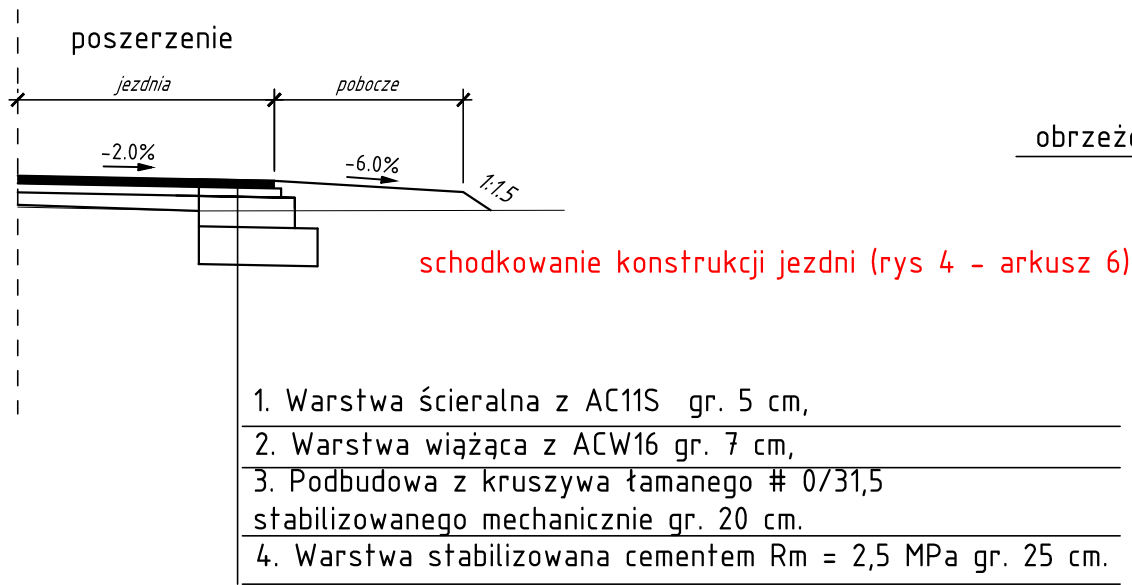 poszerzenie
jezdnia
pobocze
-2.0%
-6.0%
1:1.5
schodkowanie konstrukcji jezdni (rys 4 - arkusz 6)
1. Warstwa ścieralna z AC11S gr. 5 cm,
2. Warstwa wiążąca z ACW16 gr. 7 cm,
3. Podbudowa z kruszywa łamanego # 0/31,5
stabilizowanego mechanicznie gr. 20 cm.
4. Warstwa stabilizowana cementem Rm = 2,5 MPa gr. 25 cm.